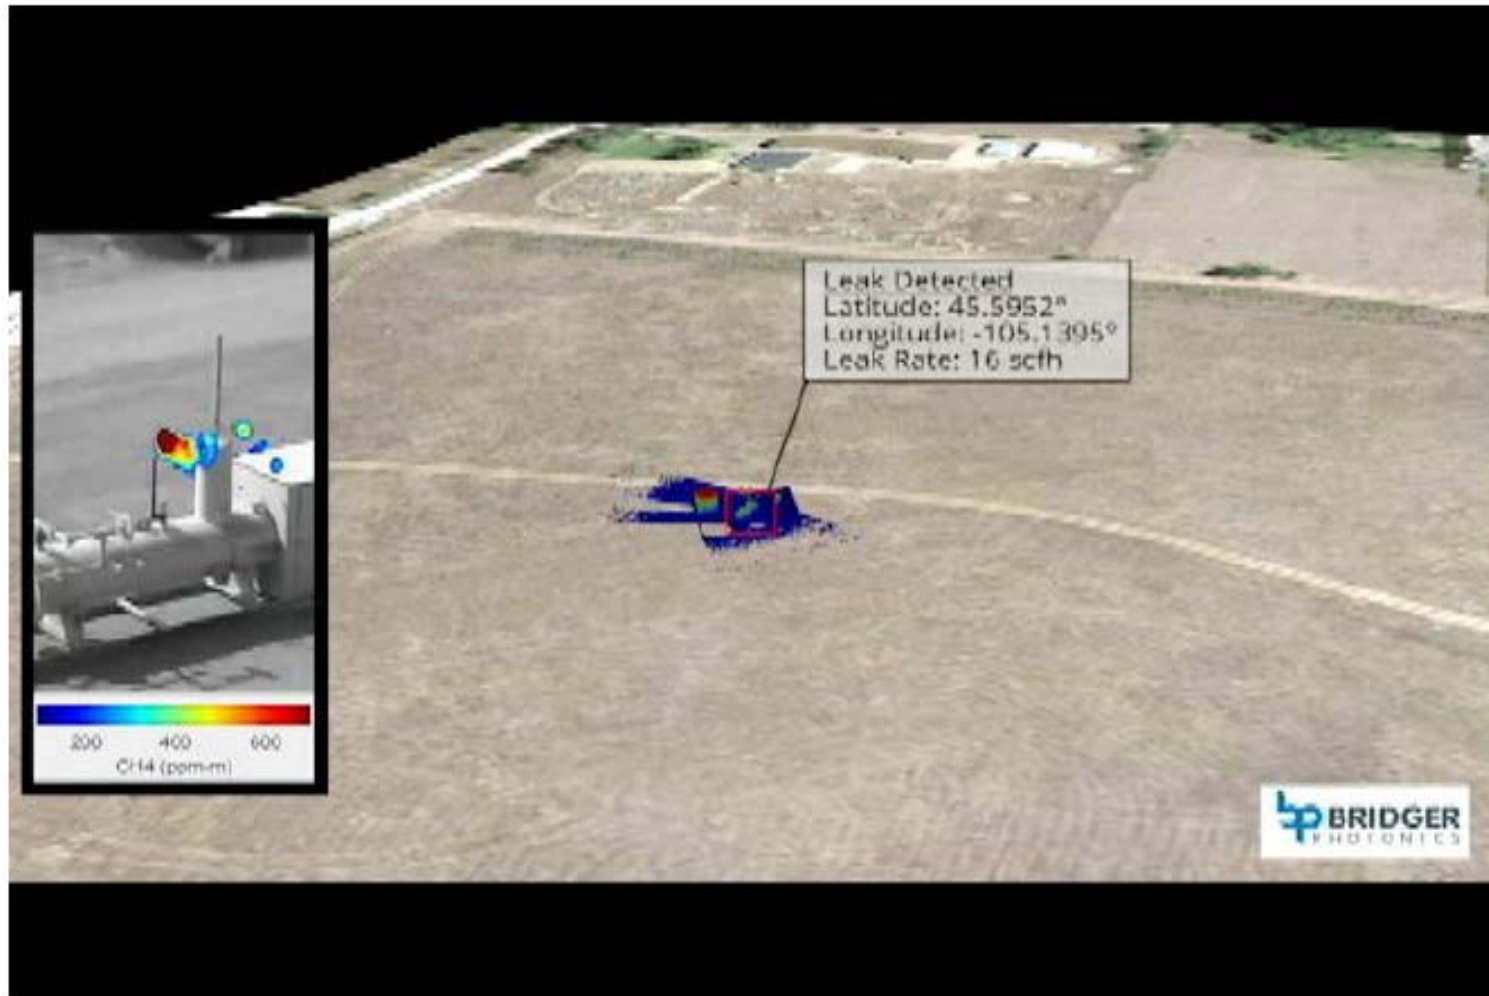 Leak Detected
Latitude: 45.5952°
Longitude: -105.1395°
Leak Rate: 16 scfh
200 400 600
CH4 (ppm-m)
BRIDGER
PHOTONICS